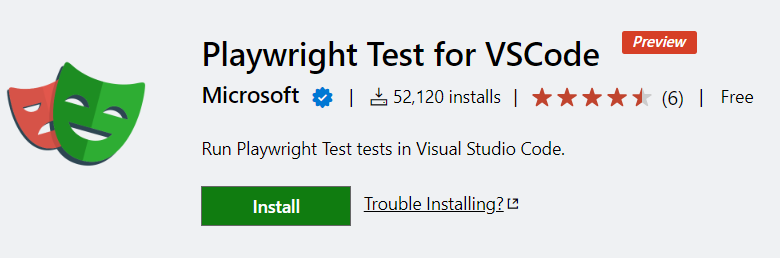 Playwright Test for VSCode Preview
Microsoft | 52,120 installs | (6) | Free
Run Playwright Test tests in Visual Studio Code.
Install Trouble Installing?